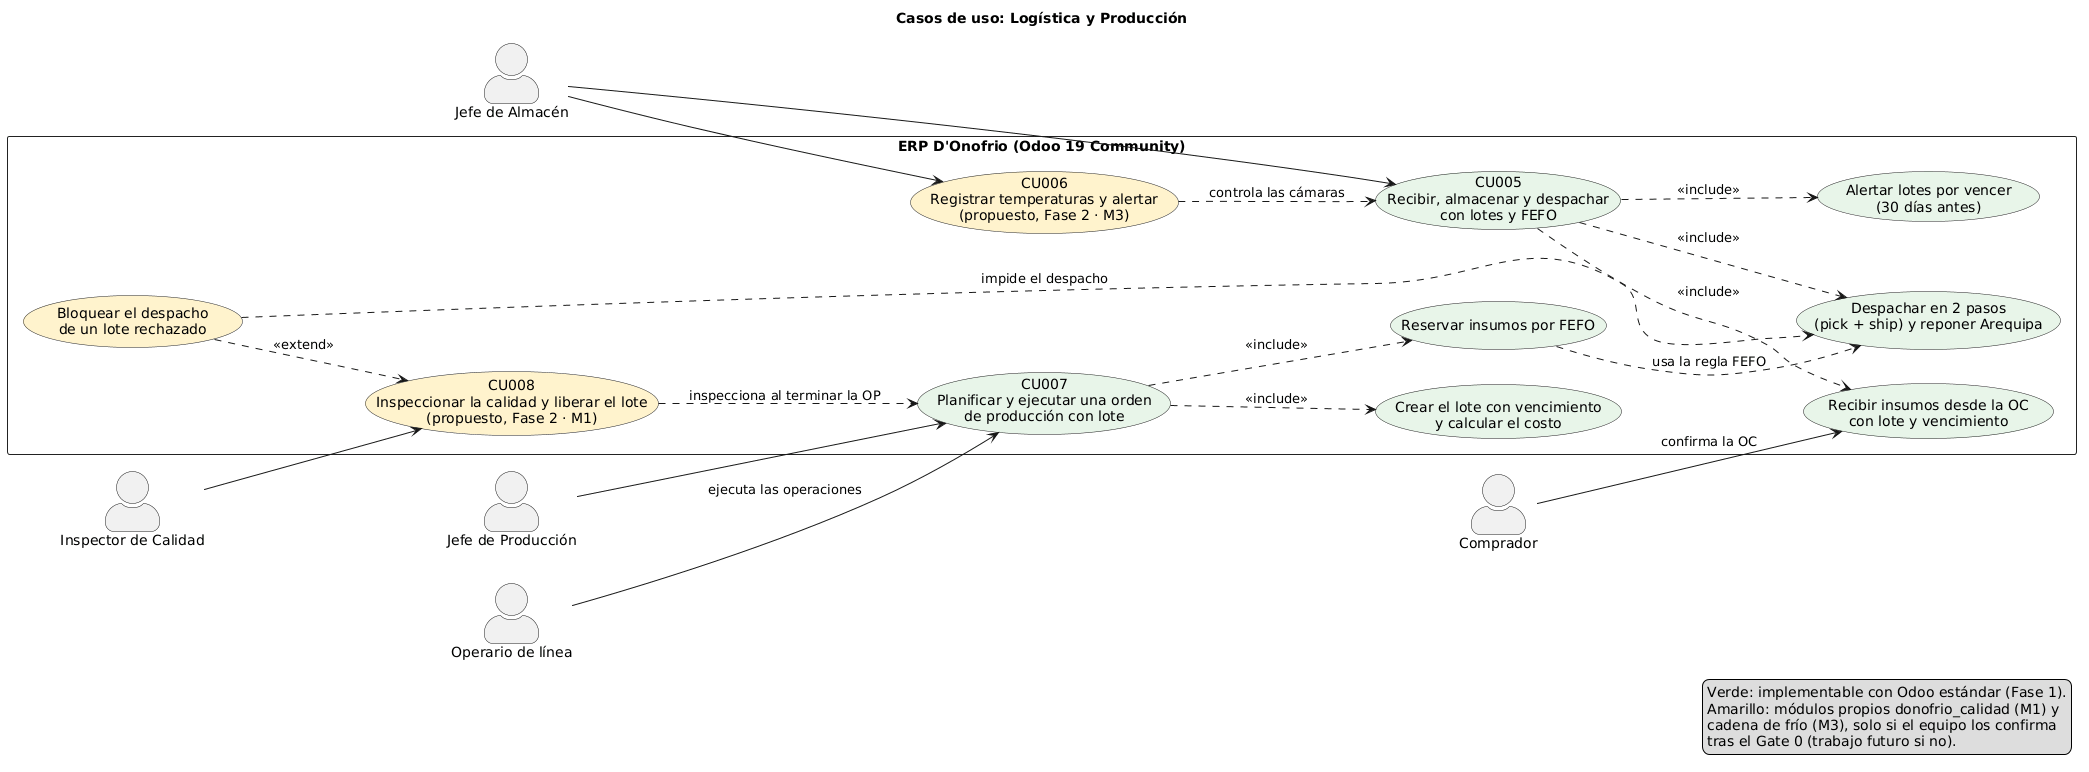 Casos de uso: Logística y Producción
Jefe de Almacén
ERP D'Onofrio (Odoo 19 Community)
CU006
Registrar temperaturas y alertar
(propuesto, Fase 2 · M3)
controla las cámaras
CU005
Recibir, almacenar y despachar
con lotes y FEFO
«include»
Alertar lotes por vencer
(30 días antes)
«include»
impide el despacho
«include»
Bloquear el despacho
de un lote rechazado
Reservar insumos por FEFO
Despachar en 2 pasos
(pick + ship) y reponer Arequipa
«extend»
«include»
usa la regla FEFO
CU008
Inspeccionar la calidad y liberar el lote
(propuesto, Fase 2 · M1)
inspecciona al terminar la OP
CU007
Planificar y ejecutar una orden
de producción con lote
«include»
Crear el lote con vencimiento
y calcular el costo
Recibir insumos desde la OC
con lote y vencimiento
confirma la OC
ejecuta las operaciones
Inspector de Calidad
Jefe de Producción
Comprador
Operario de línea
Verde: implementable con Odoo estándar (Fase 1).
Amarillo: módulos propios donofrio_calidad (M1) y
cadena de frío (M3), solo si el equipo los confirma
tras el Gate 0 (trabajo futuro si no).